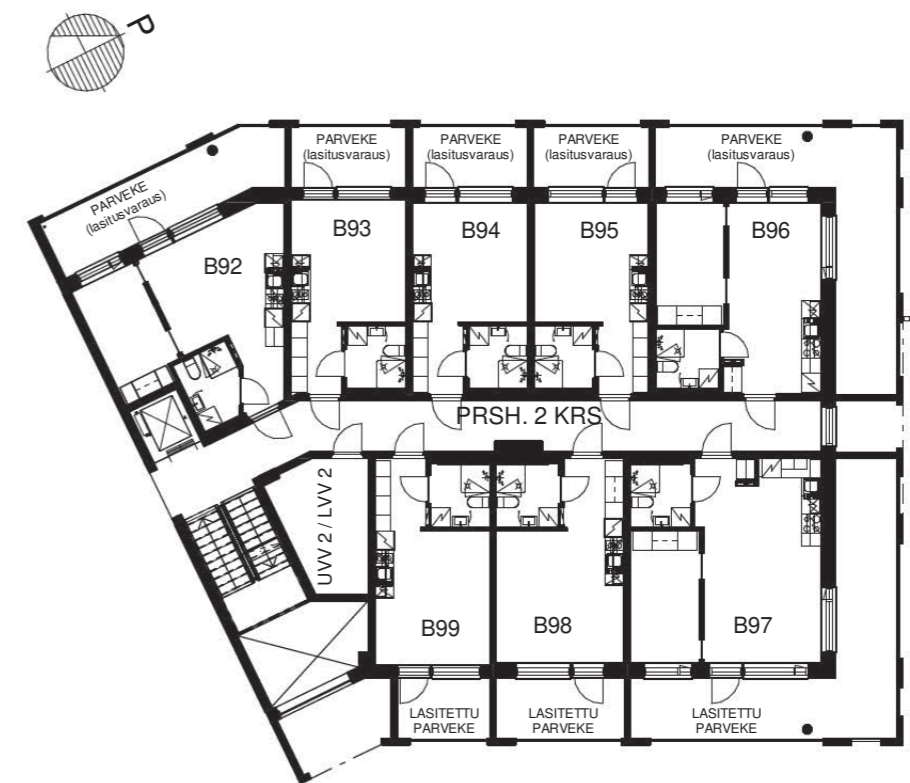 P
PARVEKE
(lasitusvaraus)
PARVEKE
(lasitusvaraus)
PARVEKE
(lasitusvaraus)
PARVEKE
(lasitusvaraus)
PARVEKE
(lasitusvaraus)
B92
B93
B94
B95
B96
PRSH. 2 KRS
UVV 2 / LVV 2
B99
B98
B97
LASITETTU
PARVEKE
LASITETTU
PARVEKE
LASITETTU
PARVEKE